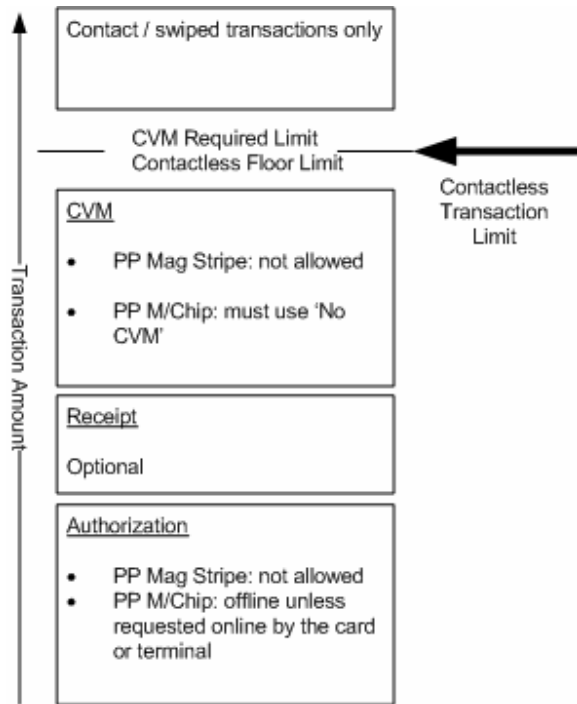 Contact / swiped transactions only
CVM Required Limit
Contactless Floor Limit
Contactless
Transaction
Limit
Transaction Amount
CVM
• PP Mag Stripe: not allowed
• PP M/Chip: must use ‘No
CVM’
Receipt
Optional
Authorization
• PP Mag Stripe: not allowed
• PP M/Chip: offline unless
requested online by the card
or terminal